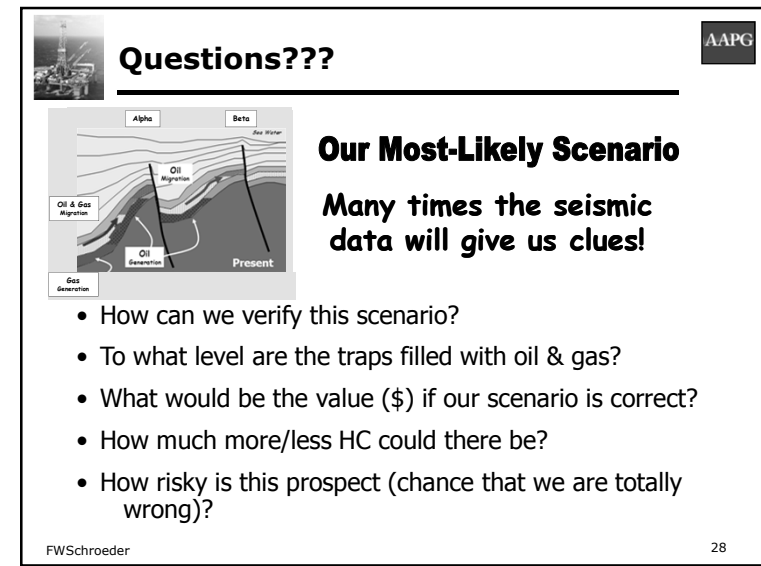 Questions???
AAPG
Alpha
Beta
Sea Water
Oil
Migration
Oil & Gas
Migration
Oil
Generation
Present
Gas
Generation
Our Most-Likely Scenario
Many times the seismic
data will give us clues!
• How can we verify this scenario?
• To what level are the traps filled with oil & gas?
• What would be the value ($) if our scenario is correct?
• How much more/less HC could there be?
• How risky is this prospect (chance that we are totally
wrong)?
FWSchroeder
28